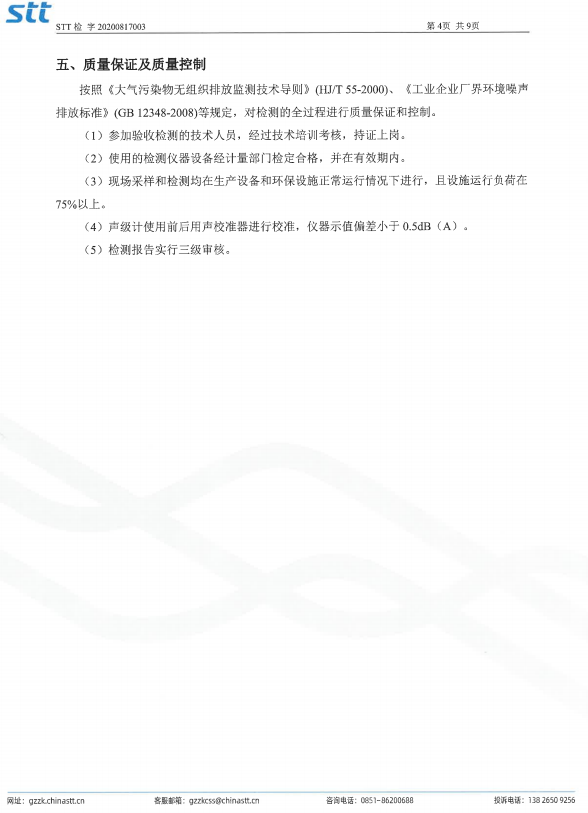 stt
STT 检 字 20200817003
第 4页 共 9页
五、质量保证及质量控制
按照《大气污染物无组织排放监测技术导则》(HJ/T 55-2000)、《工业企业厂界环境噪声
排放标准》(GB 12348-2008)等规定，对检测的全过程进行质量保证和控制。
（1）参加验收检测的技术人员，经过技术培训考核，持证上岗。
（2）使用的检测仪器设备经计量部门检定合格，并在有效期内。
（3）现场采样和检测均在生产设备和环保设施正常运行情况下进行，且设施运行负荷在
75%以上。
（4）声级计使用前后用声校准器进行校准，仪器示值偏差小于 0.5dB（A）。
（5）检测报告实行三级审核。
网址：gzzk.chinastt.cn
客服邮箱：gzzkcss@chinastt.cn
咨询电话：0851-86200688
投诉电话：138 2650 9256